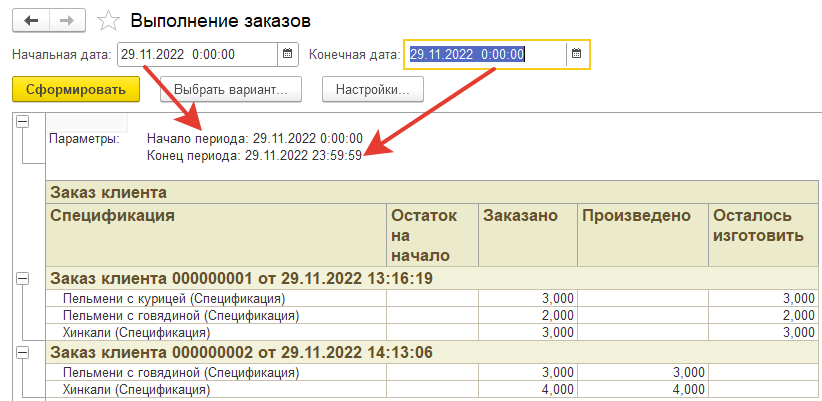 Выполнение заказов
Начальная дата: 29.11.2022 0:00:00 Конечная дата: 29.11.2022 0:00:00
Сформировать Выбрать вариант... Настройки...
Параметры: Начало периода: 29.11.2022 0:00:00
Конец периода: 29.11.2022 23:59:59
Заказ клиента
Спецификация Остаток на начало Заказано Произведено Осталось изготовить
Заказ клиента 000000001 от 29.11.2022 13:16:19
Пельмени с курицей (Спецификация) 3,000 3,000
Пельмени с говядиной (Спецификация) 2,000 2,000
Хинкали (Спецификация) 3,000 3,000
Заказ клиента 000000002 от 29.11.2022 14:13:06
Пельмени с говядиной (Спецификация) 3,000 3,000
Хинкали (Спецификация) 4,000 4,000